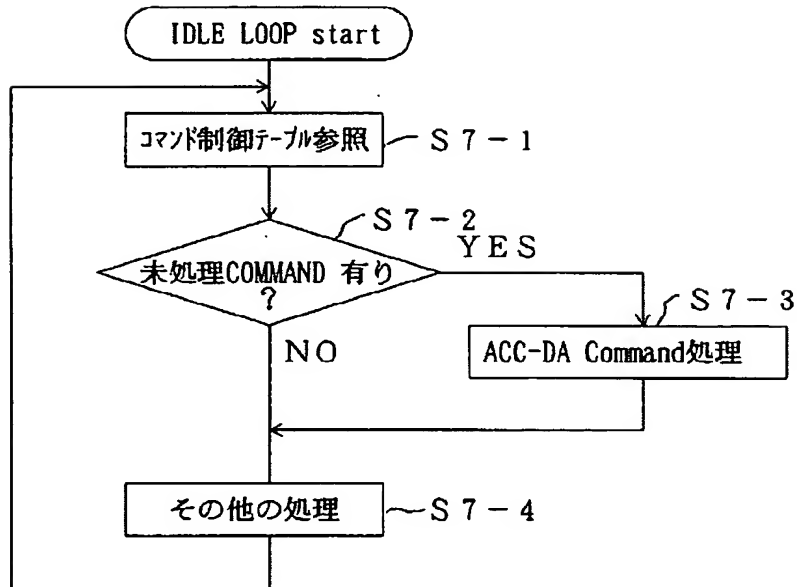 IDLE LOOP start
ｺﾏﾝﾄﾞ制御ﾃｰﾌﾞﾙ参照
S7-1
S7-2
YES
未処理COMMAND 有り
?
S7-3
NO
ACC-DA Command処理
その他の処理
S7-4